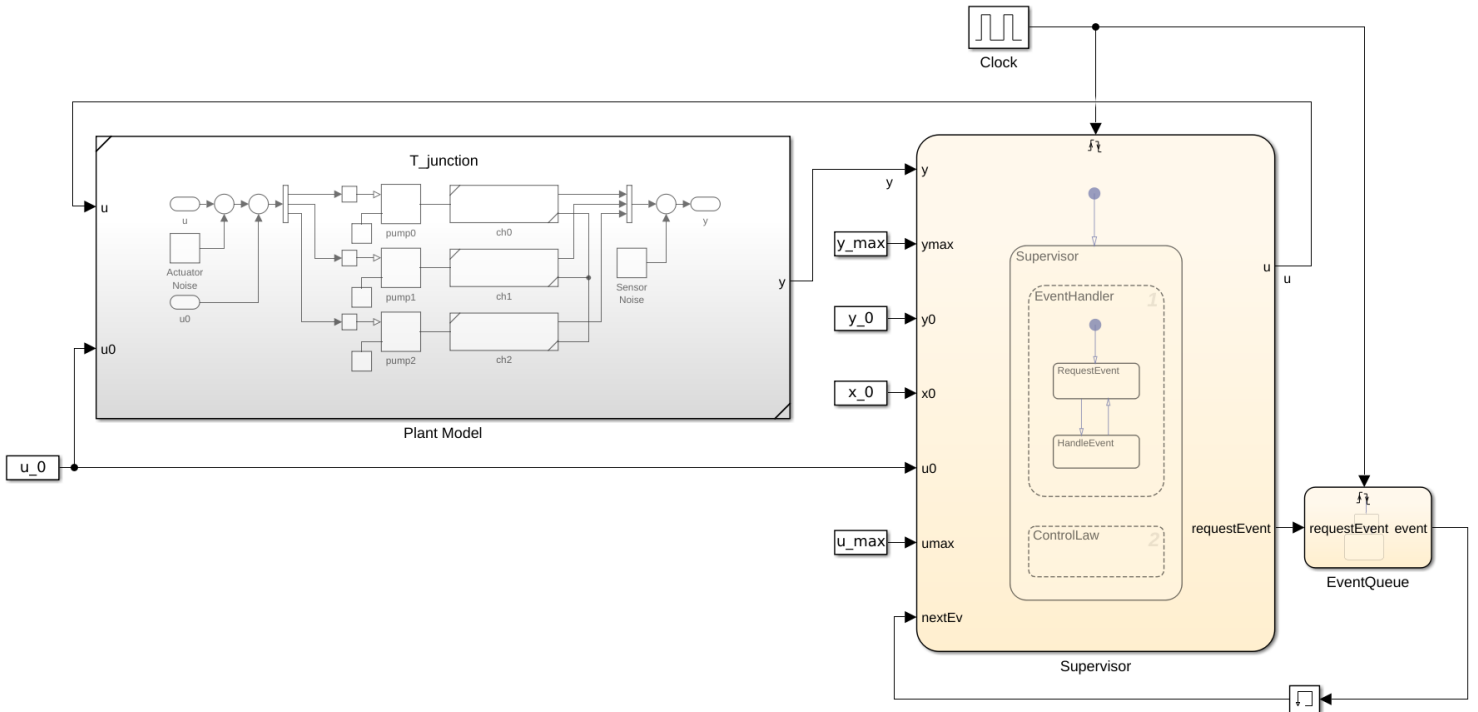 Clock
T_junction
u
u0
u
Actuator
Noise
u0
pump0
pump1
pump2
ch0
ch1
ch2
Sensor
Noise
y
y
Plant Model
u_0
y
y
y_max
ymax
y_0
y0
x_0
x0
u0
u_max
umax
nextEv
Supervisor
EventHandler
1
RequestEvent
HandleEvent
ControlLaw
2
u
u
requestEvent
Supervisor
requestEvent
event
EventQueue